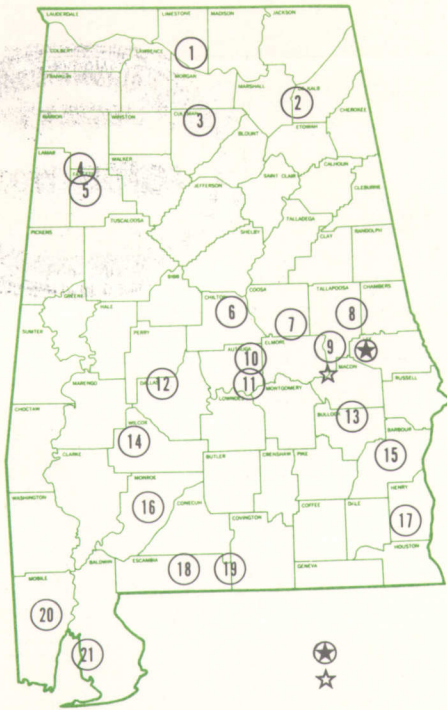 LAUDERDALE LIMESTONE MADISON JACKSON
COLBERT LAWRENCE 1
FRANKLIN MORGAN MARSHALL 2
MARION WINSTON 3 CHEROKEE
BLOUNT ETOWAH
LAMAR 4 WALKER CALHOUN
5 JEFFERSON SAINT CLAIR CLEBURNE
TUSCALOOSA TALLADEGA
PICKENS SHELBY CLAY RANDOLPH
BIBB
GREENE HALE CHILTON COOSA TALLAPOOSA CHAMBERS
SUMTER PERRY 6 7 8
AUTAUGA ELMORE 9
MARENGO DALLAS 12 10 MACON
11 MONTGOMERY RUSSELL
CHOCTAW LOWNDES BULLOCK 13
CLARKE WILCOX 14 BARBOUR
BUTLER CRENSHAW PIKE 15
WASHINGTON MONROE CONECUH HENRY
16 COVINGTON COFFEE DALE 17
HOUSTON
BALDWIN ESCAMBIA 18 19 GENEVA
MOBILE
20
21